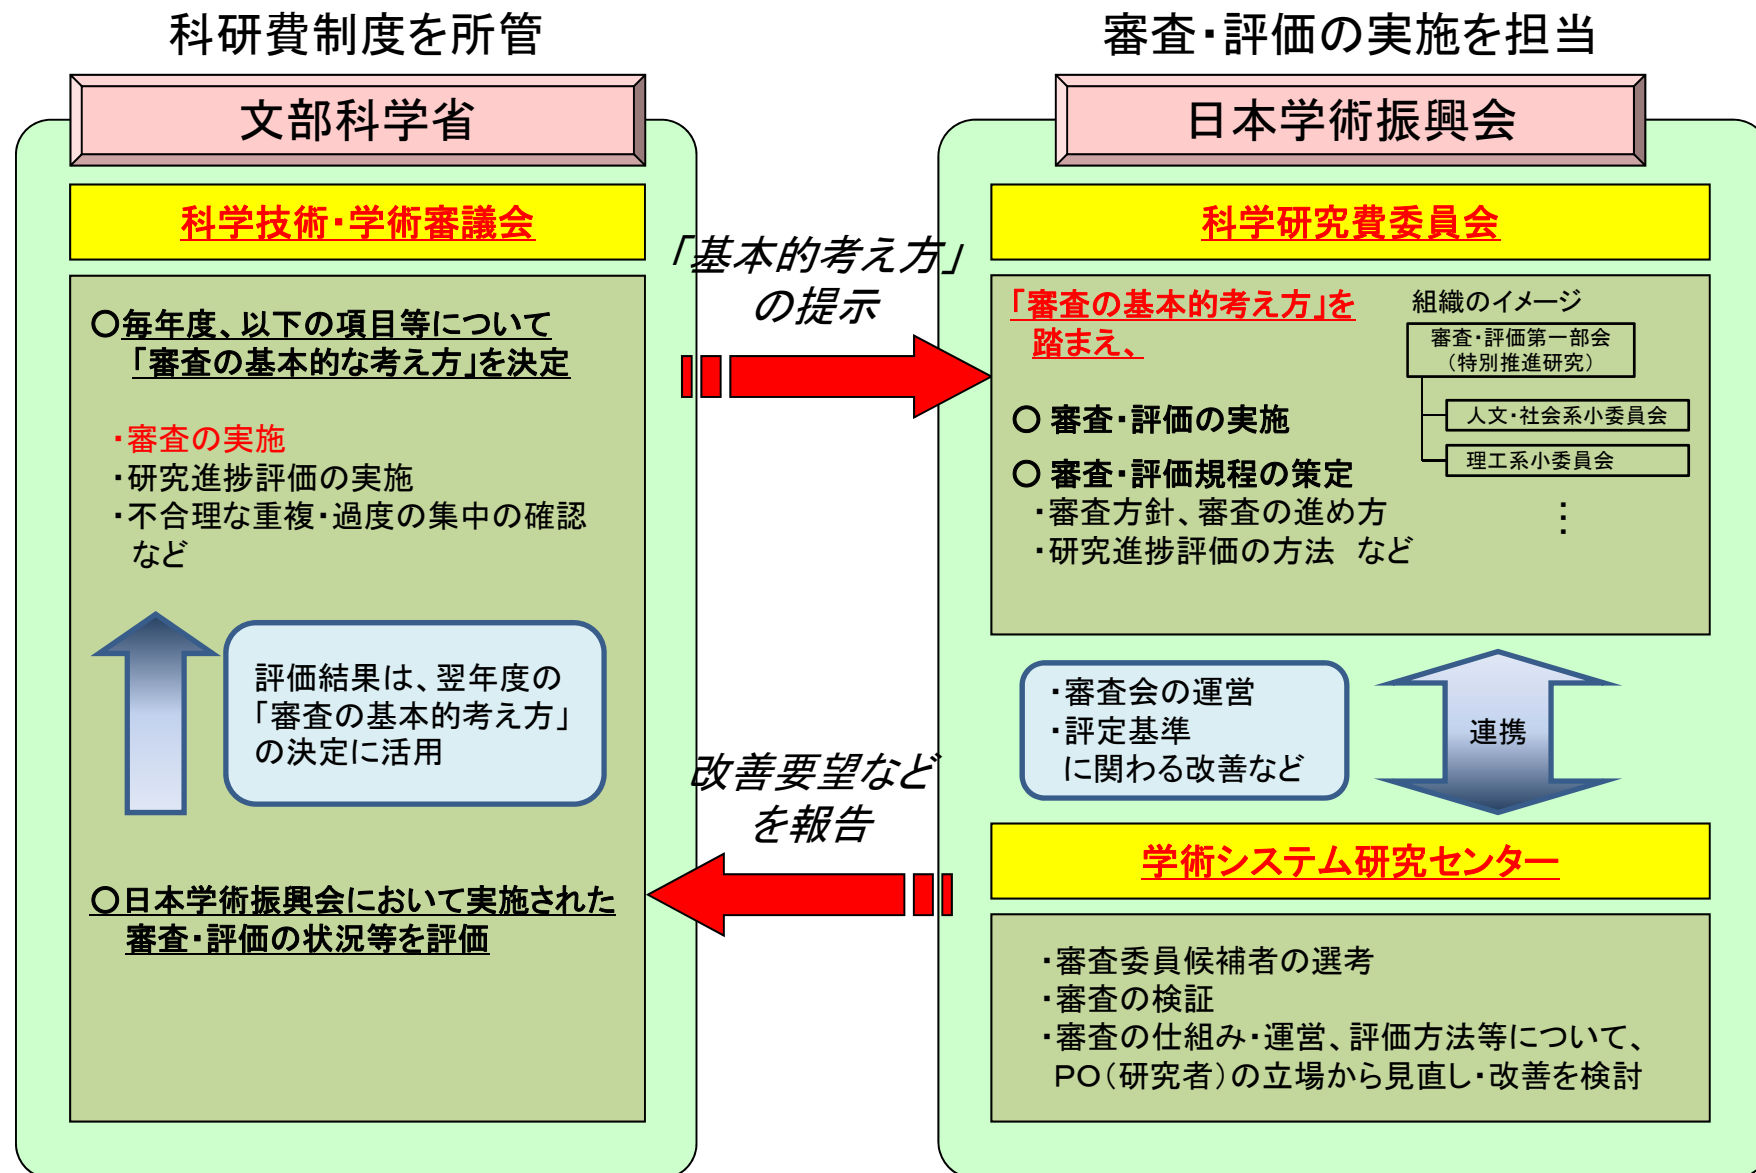 科研費制度を所管
文部科学省
科学技術・学術審議会
○毎年度、以下の項目等について
「審査の基本的な考え方」を決定
・審査の実施
・研究進捗評価の実施
・不合理な重複・過度の集中の確認
など
評価結果は、翌年度の
「審査の基本的考え方」
の決定に活用
○日本学術振興会において実施された
審査・評価の状況等を評価
「基本的考え方」
の提示
改善要望など
を報告
審査・評価の実施を担当
日本学術振興会
科学研究費委員会
「審査の基本的考え方」を
踏まえ、
○ 審査・評価の実施
○ 審査・評価規程の策定
・審査方針、審査の進め方
・研究進捗評価の方法　など
組織のイメージ
審査・評価第一部会
（特別推進研究）
人文・社会系小委員会
理工系小委員会
⋮
・審査会の運営
・評定基準
に関わる改善など
連携
学術システム研究センター
・審査委員候補者の選考
・審査の検証
・審査の仕組み・運営、評価方法等について、
ＰＯ（研究者）の立場から見直し・改善を検討